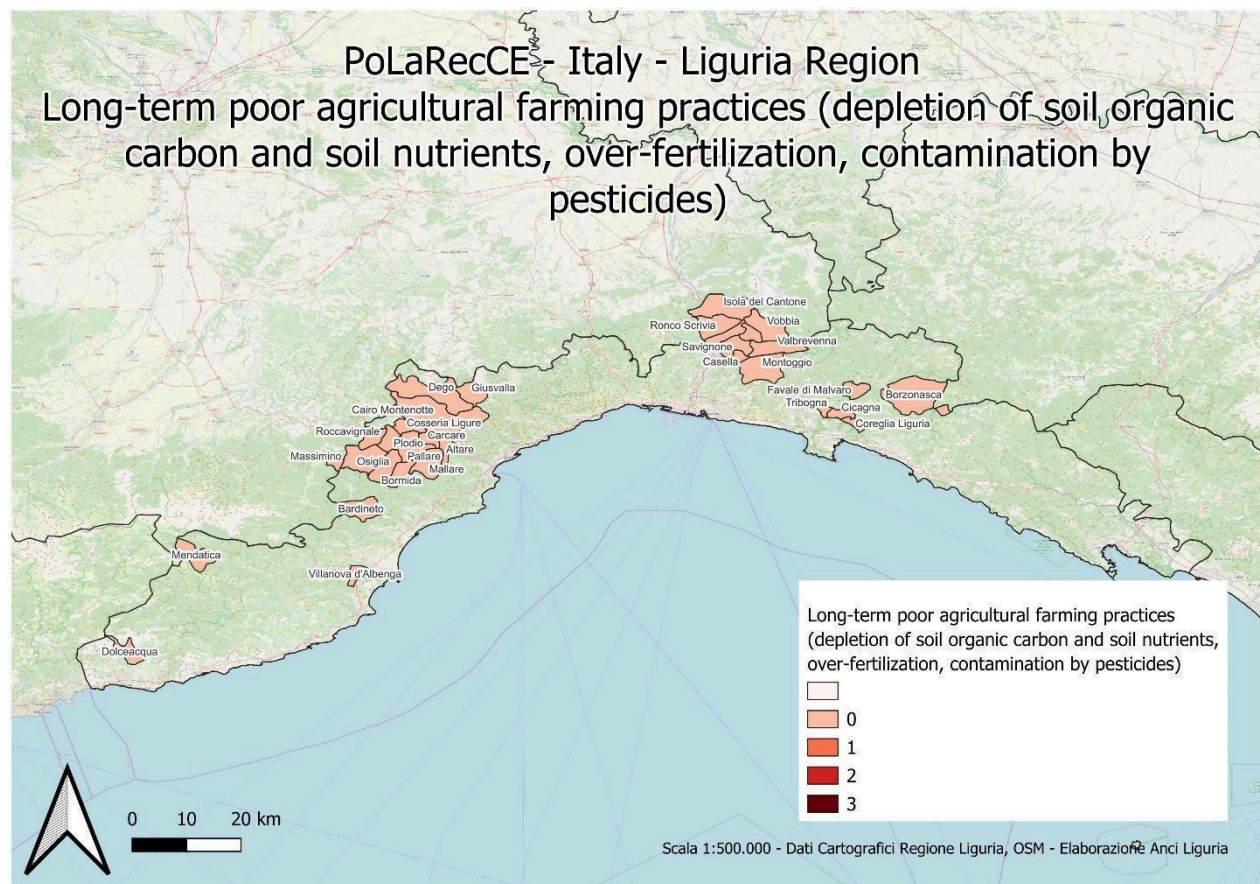 PoLaRecCE - Italy - Liguria Region
Long-term poor agricultural farming practices (depletion of soil organic
carbon and soil nutrients, over-fertilization, contamination by
pesticides)
Isola del Cantone
Ronco Scrivia
Vobbia
Savignone
Valbrevenna
Casella
Montoggio
Favale di Malvaro
Borzonasca
Tribogna
Cicagna
Coreglia Liguria
Dego
Giusvalla
Cairo Montenotte
Cosseria Ligure
Roccavignale
Carcare
Plodio
Altare
Massimino
Osiglia
Pallare
Mallare
Bormida
Bardineto
Mendatica
Villanova d'Albenga
Dolceacqua
Long-term poor agricultural farming practices
(depletion of soil organic carbon and soil nutrients,
over-fertilization, contamination by pesticides)
0
1
2
3
0 10 20 km
Scala 1:500.000 - Dati Cartografici Regione Liguria, OSM - Elaborazione Anci Liguria